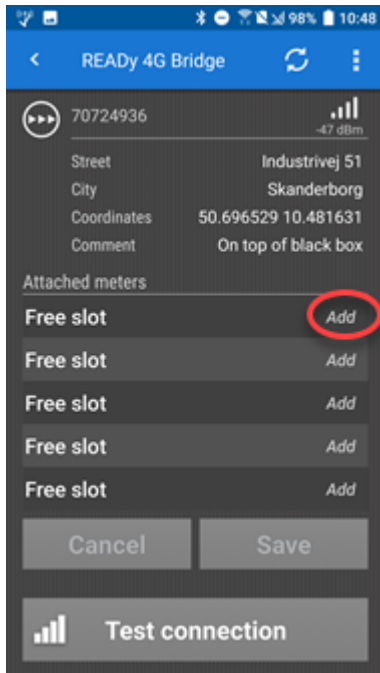 98% 10:48
READy 4G Bridge
70724936
-47 dBm
Street Industrivej 51
City Skanderborg
Coordinates 50.696529 10.481631
Comment On top of black box
Attached meters
Free slot Add
Free slot Add
Free slot Add
Free slot Add
Free slot Add
Cancel Save
Test connection